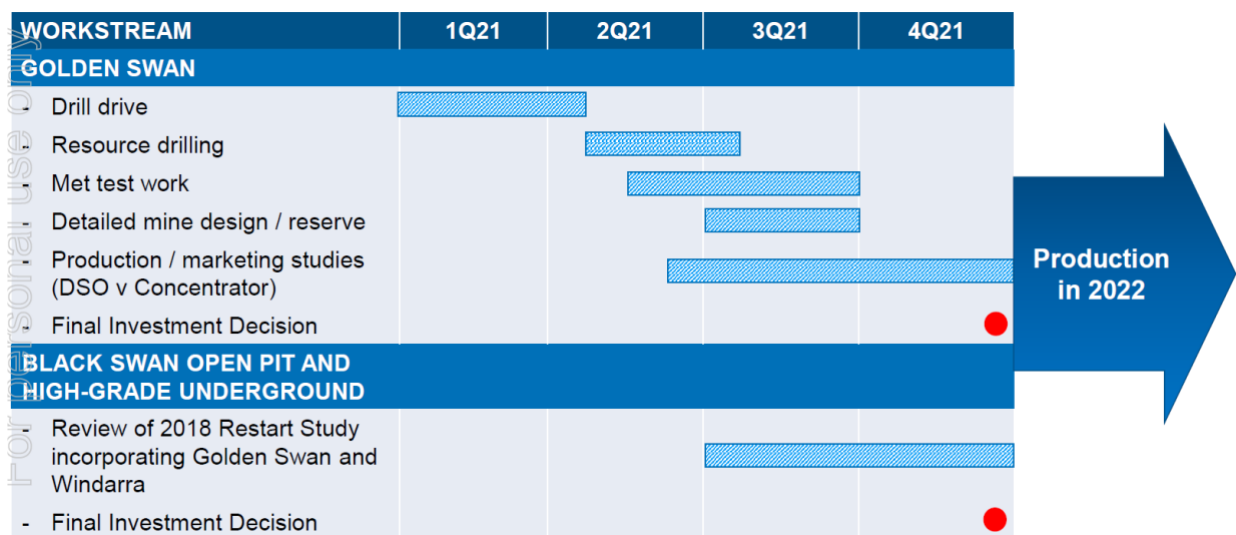 WORKSTREAM 1Q21 2Q21 3Q21 4Q21
GOLDEN SWAN
- Drill drive
- Resource drilling
- Met test work
- Detailed mine design / reserve
- Production / marketing studies
(DSO v Concentrator)
- Final Investment Decision
BLACK SWAN OPEN PIT AND
HIGH-GRADE UNDERGROUND
- Review of 2018 Restart Study
incorporating Golden Swan and
Windarra
- Final Investment Decision
Production
in 2022
For personal use only